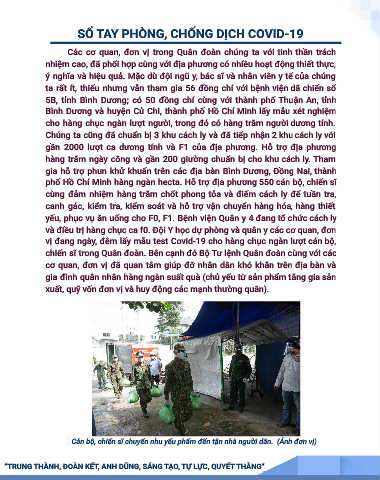 SỔ TAY PHÒNG, CHỐNG DỊCH COVID-19
Các cơ quan, đơn vị trong Quân đoàn chúng ta với tinh thần trách
nhiệm cao, đã phối hợp cùng với địa phương có nhiều hoạt động thiết thực,
ý nghĩa và hiệu quả. Mặc dù đội ngũ y, bác sĩ và nhân viên y tế của chúng
ta rất ít, thiếu nhưng vẫn tham gia 56 đồng chí với bệnh viện dã chiến số
5B, tỉnh Bình Dương; có 50 đồng chí cùng với thành phố Thuận An, tỉnh
Bình Dương và huyện Củ Chi, thành phố Hồ Chí Minh lấy mẫu xét nghiệm
cho hàng chục ngàn lượt người, trong đó có hàng trăm người dương tính.
Chúng ta cũng đã chuẩn bị 3 khu cách ly và đã tiếp nhận 2 khu cách ly với
gần 2000 lượt ca dương tính và F1 của địa phương. Hỗ trợ địa phương
hàng trăm ngày công và gần 200 giường chuẩn bị cho khu cách ly. Tham
gia hỗ trợ phun khử khuẩn trên các địa bàn Bình Dương, Đồng Nai, thành
phố Hồ Chí Minh hàng ngàn hecta. Hỗ trợ địa phương 550 cán bộ, chiến sĩ
cùng đảm nhiệm hàng trăm chốt phong tỏa và điểm cách ly để tuần tra,
canh gác, kiểm tra, kiểm soát và hỗ trợ vận chuyển hàng hóa, hàng thiết
yếu, phục vụ ăn uống cho F0, F1. Bệnh viện Quân y 4 đang tổ chức cách ly
và điều trị hàng chục ca f0. Đội Y học dự phòng và quân y các cơ quan, đơn
vị đang ngày, đêm lấy mẫu test Covid-19 cho hàng chục ngàn lượt cán bộ,
chiến sĩ trong Quân đoàn. Bên cạnh đó Bộ Tư lệnh Quân đoàn cùng với các
cơ quan, đơn vị đã quan tâm giúp đỡ nhân dân khó khăn trên địa bàn và
gia đình quân nhân hàng ngàn suất quà (chủ yếu từ sản phẩm tăng gia sản
xuất, quỹ vốn đơn vị và huy động các mạnh thường quân).
Cán bộ, chiến sĩ chuyển nhu yếu phẩm đến tận nhà người dân. (Ảnh đơn vị)
"TRUNG THÀNH, ĐOÀN KẾT, ANH DŨNG, SÁNG TẠO, TỰ LỰC, QUYẾT THẮNG"